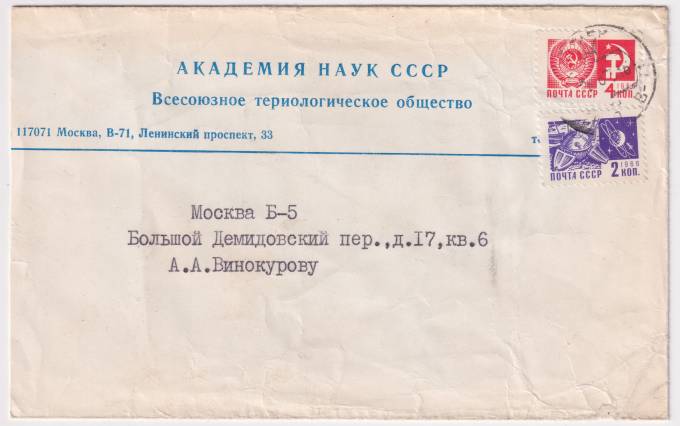 АКАДЕМИЯ НАУК СССР
Всесоюзное териологическое общество
117071 Москва, В-71, Ленинский проспект, 33
ПОЧТА СССР 4 КОП.
1966
ПОЧТА СССР 2 КОП.
Москва Б-5
Большой Демидовский пер.,д.17,кв.6
А.А.Винокурову